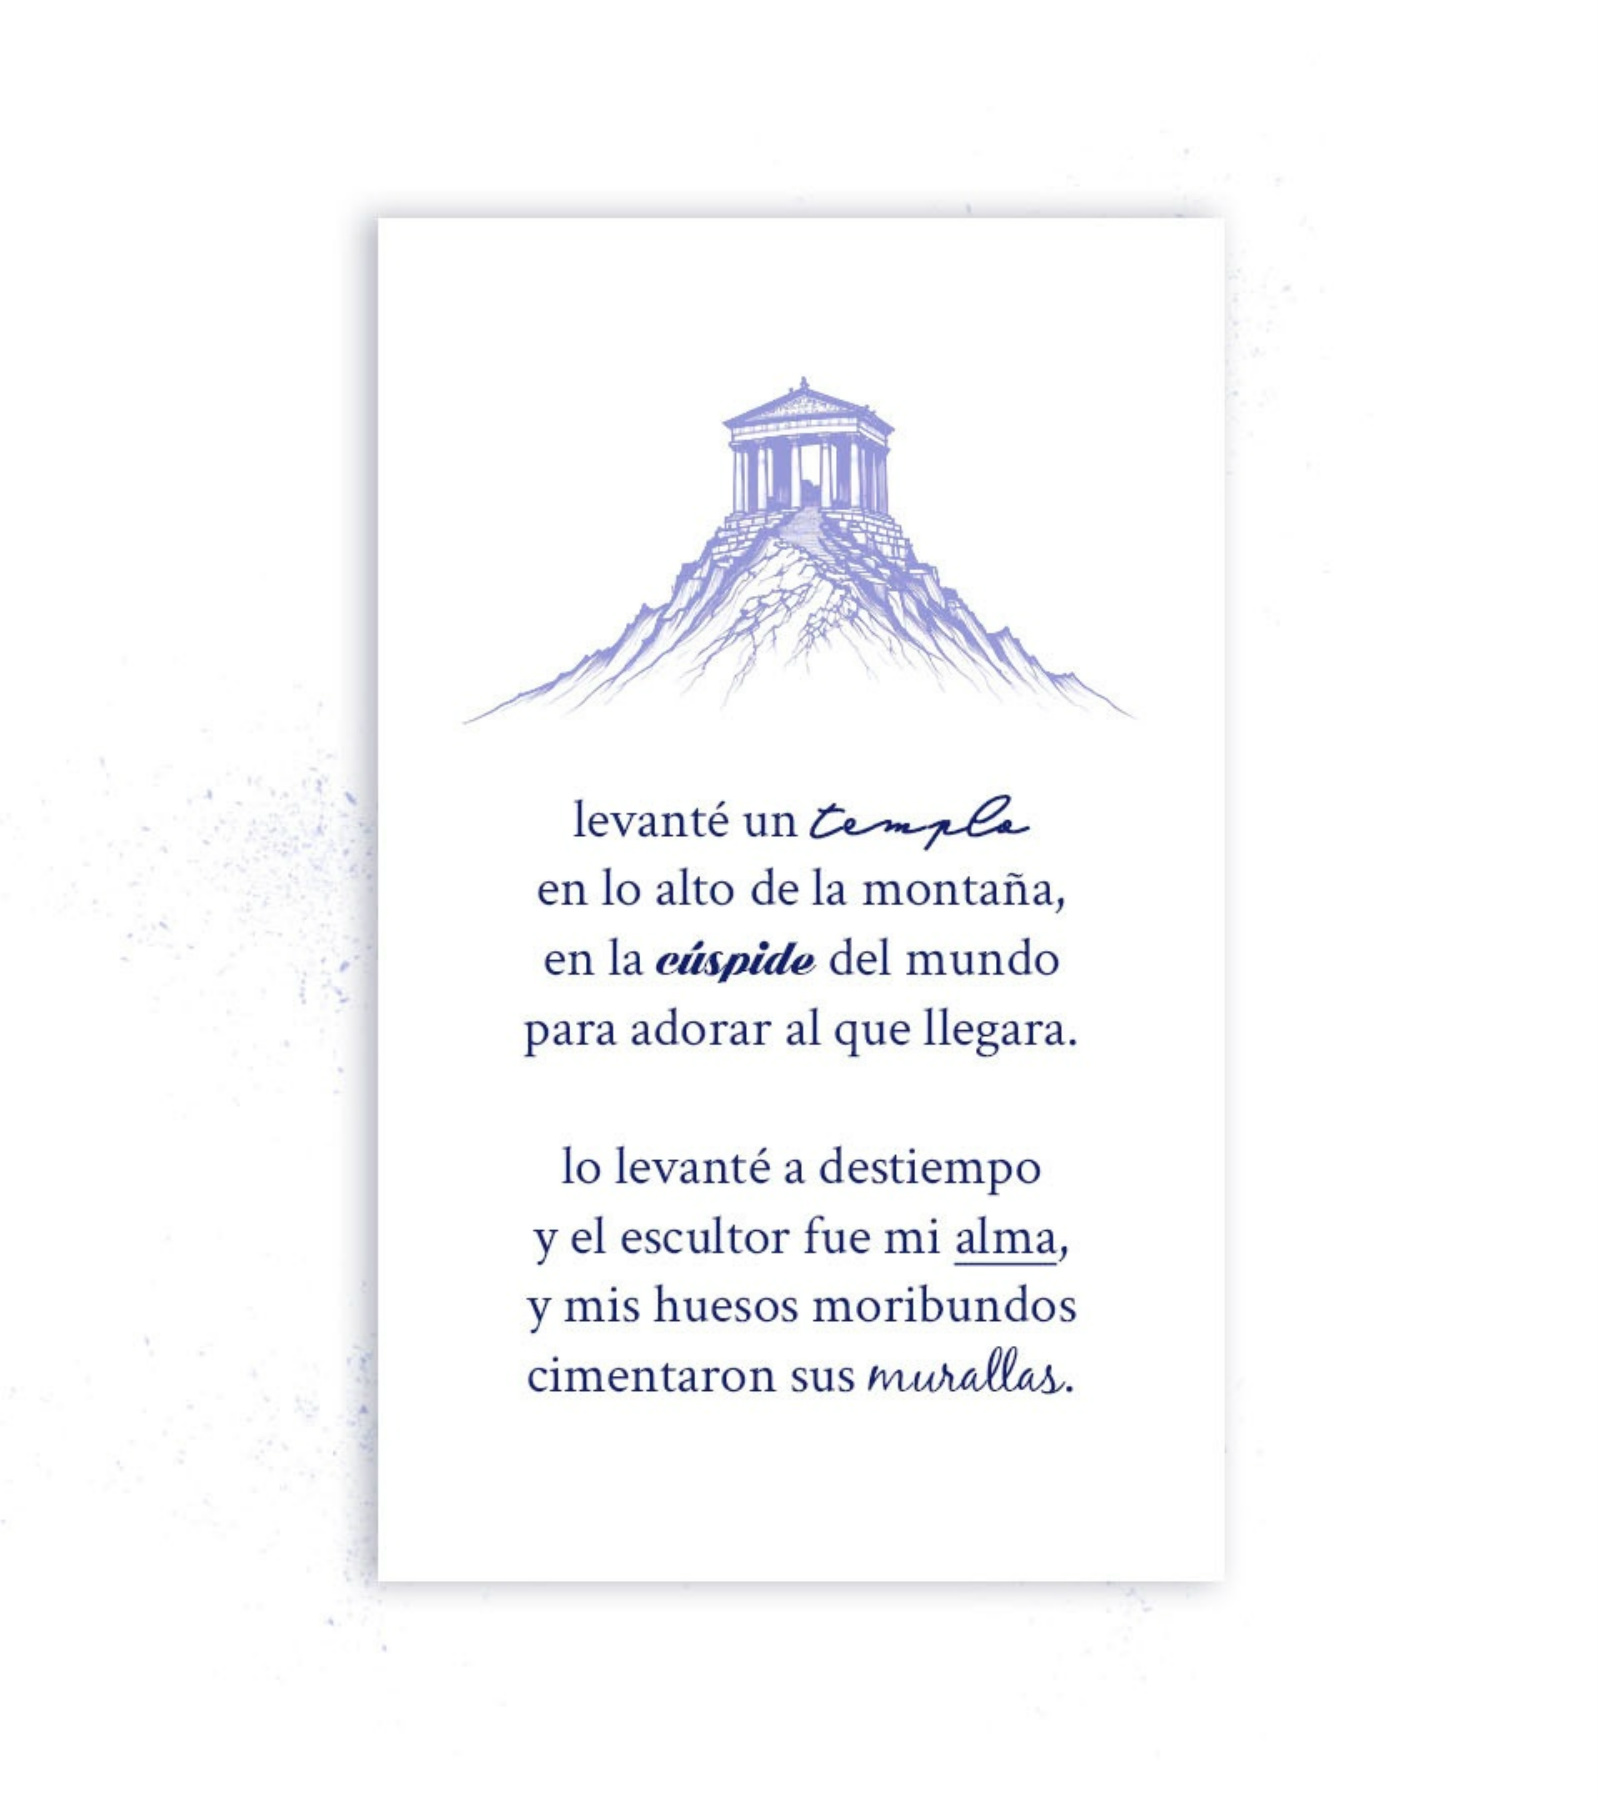 levanté un templo
en lo alto de la montaña,
en la cúspide del mundo
para adorar al que llegara.
lo levanté a destiempo
y el escultor fue mi alma,
y mis huesos moribundos
cimentaron sus murallas.